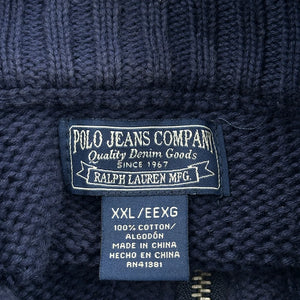 POLO JEANS COMPANY
Quality Denim Goods
SINCE 1967
RALPH LAUREN MFG.
XXL/EEXG
100% COTTON/
ALGODÓN
MADE IN CHINA
HECHO EN CHINA
RN41381